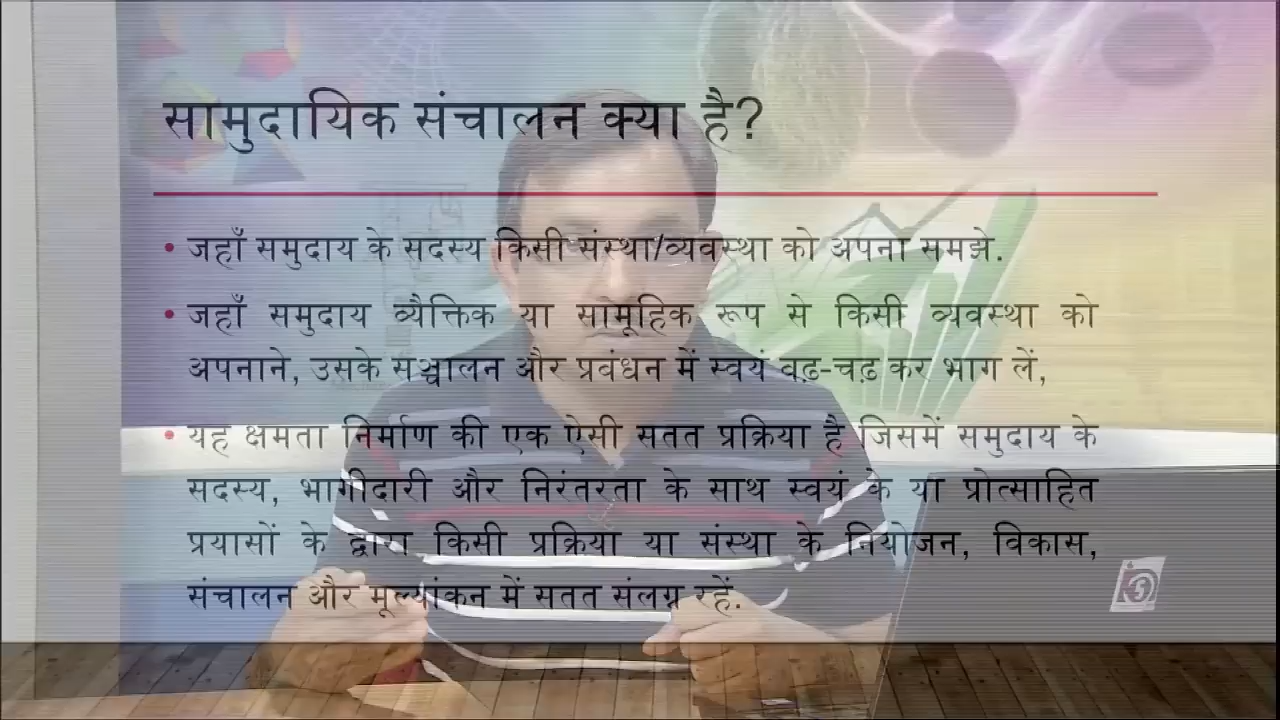 सामुदायिक संचालन क्या है?
• जहाँ समुदाय के सदस्य किसी संस्था/व्यवस्था को अपना समझे.
• जहाँ समुदाय व्यैक्तिक या सामूहिक रूप से किसी व्यवस्था को
अपनाने, उसके सञ्चालन और प्रबंधन में स्वयं वढ़-चढ़ कर भाग लें,
• यह क्षमता निर्माण की एक ऐसी सतत प्रक्रिया है जिसमें समुदाय के
सदस्य, भागीदारी और निरंतरता के साथ स्वयं के या प्रोत्साहित
प्रयासों के द्वारा किसी प्रक्रिया या संस्था के नियोजन, विकास,
संचालन और मूल्यांकन में सतत संलग्न रहें.